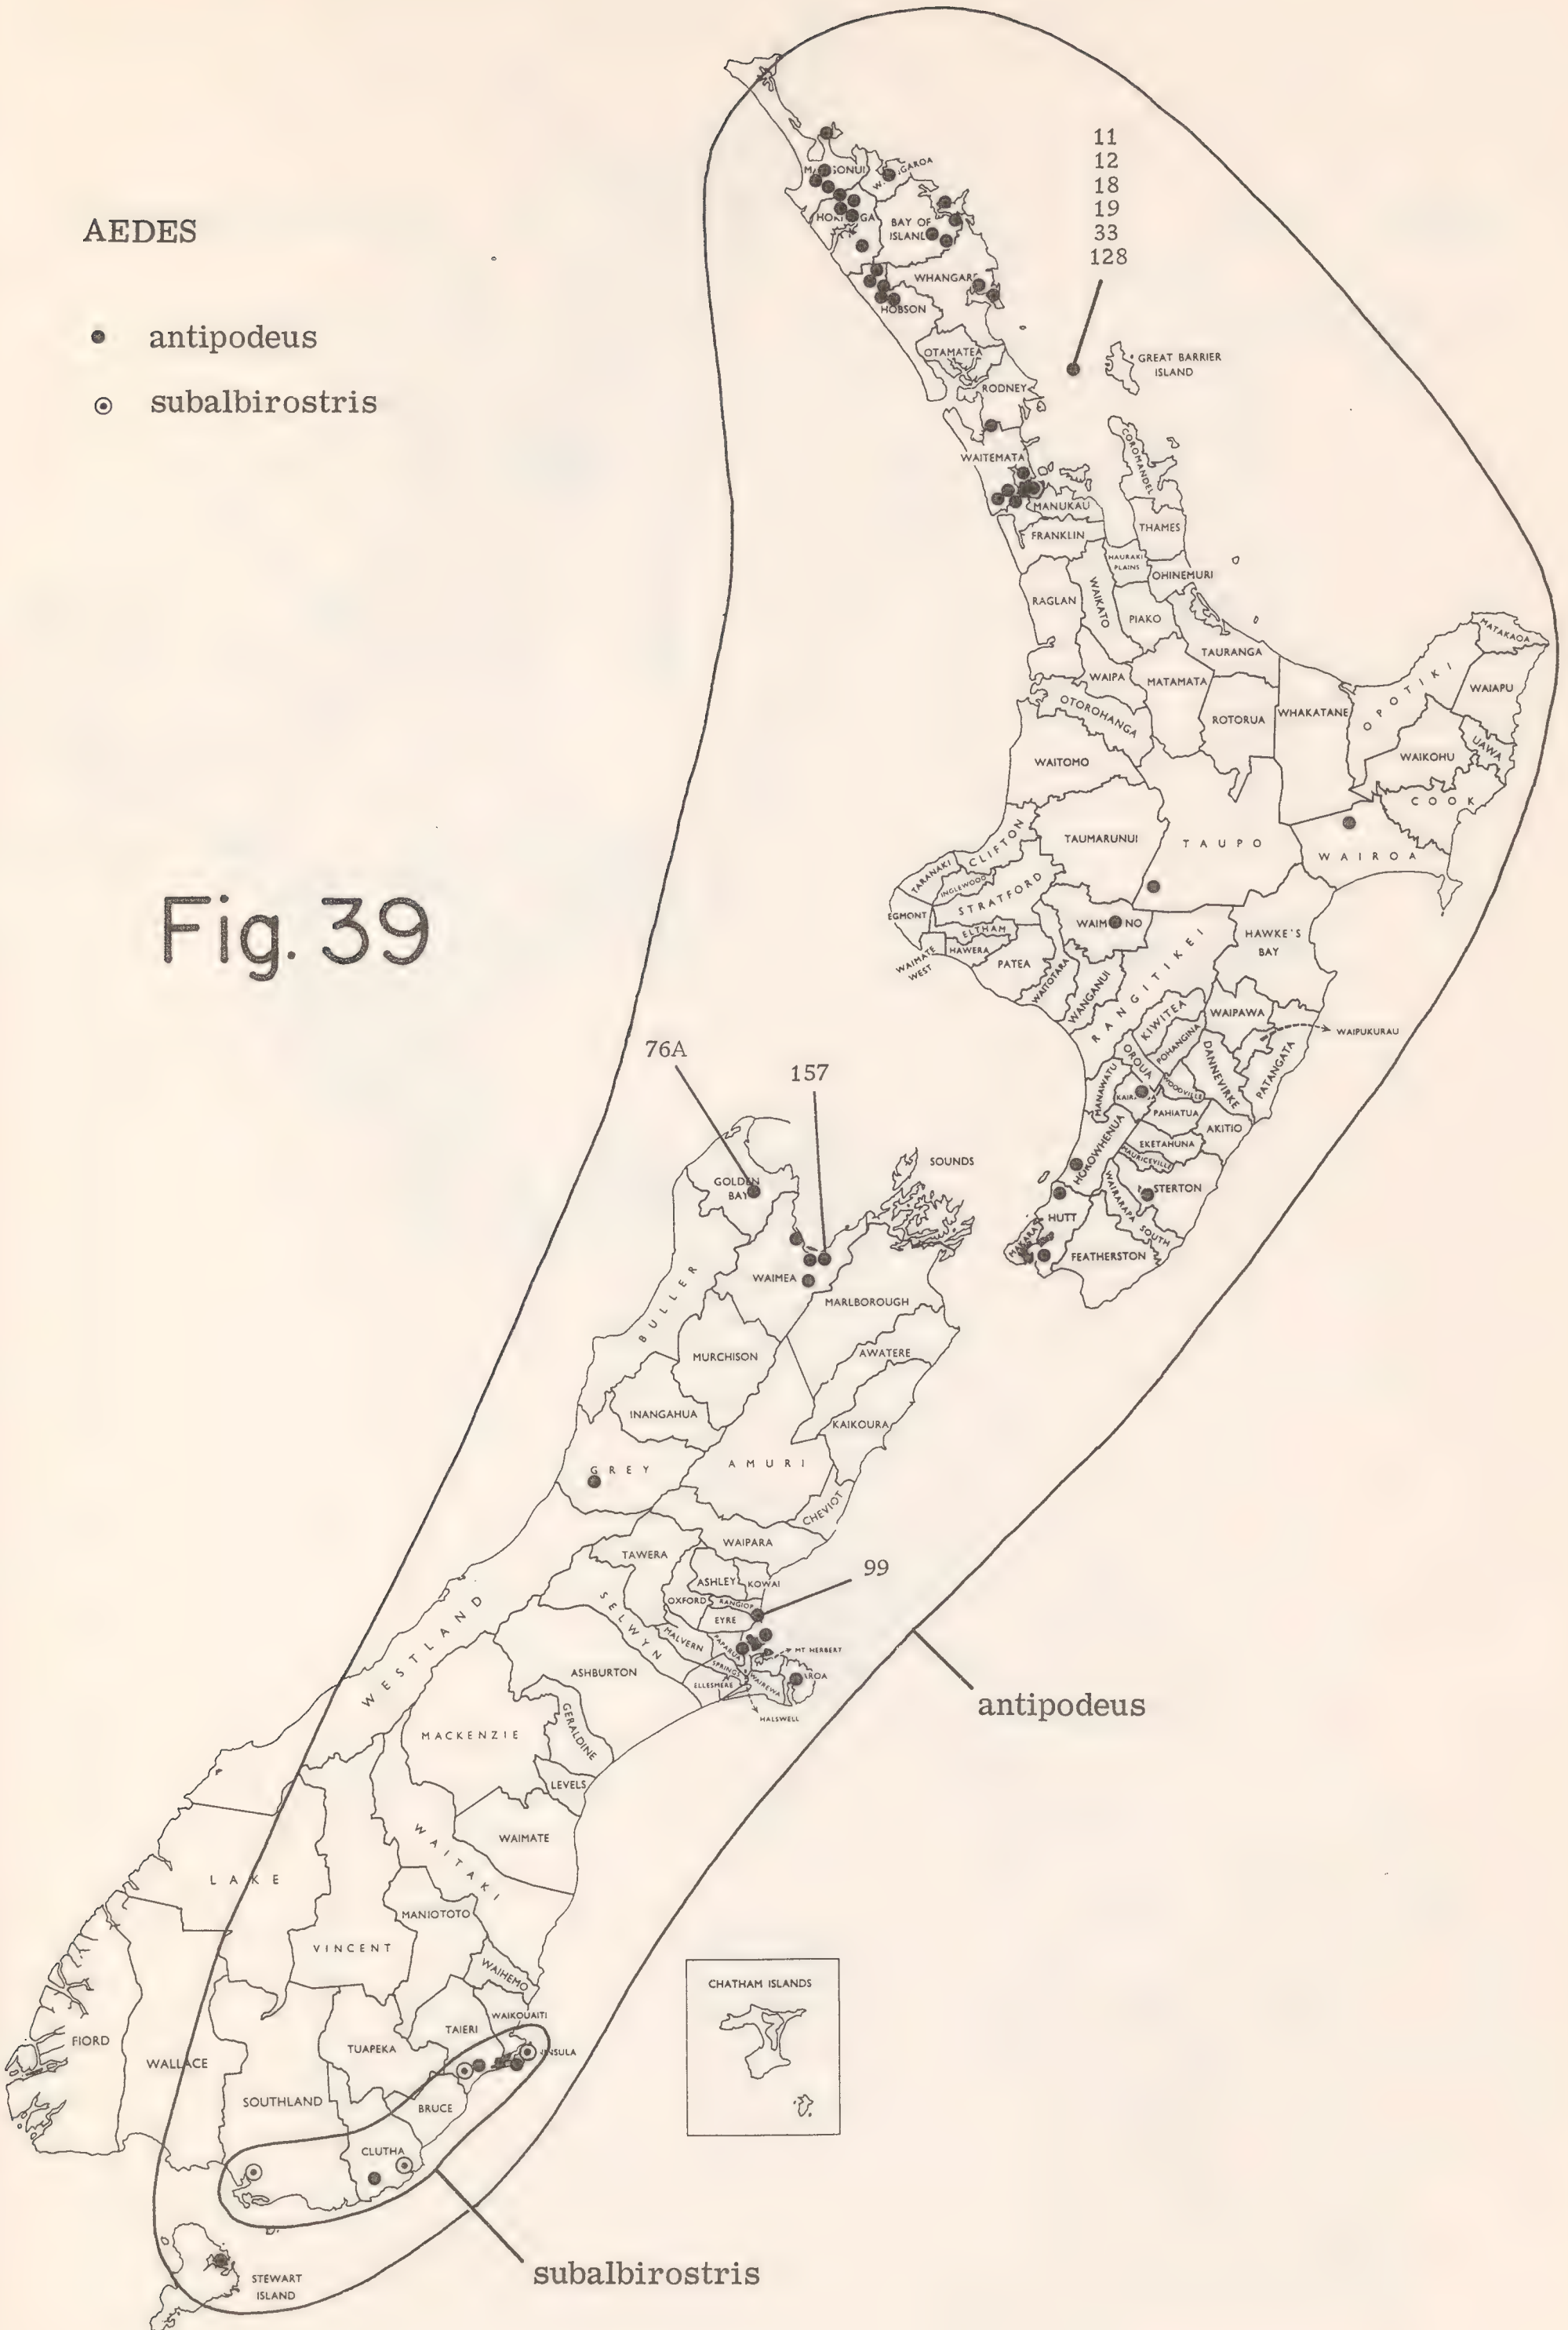 AEDES
antipodeus
subalbirostris
Fig. 39
11
12
18
19
33
128
GREAT BARRIER
ISLAND
BAY OF
WAIROA
HOBSON
OTAMATEA
RODNEY
WAITEMATA
COROMANDEL
MANUKAU
THAMES
FRANKLIN
HAURAKI
PLAINS
OHINEMURI
RAGLAN
WAIKATO
PIAKO
TAURANGA
MATAKAOA
WAIPA
MATAMATA
OPOTIKI
WAIAPU
OTOROHANGA
ROTORUA
WHAKATANE
WAIKOHU
UAWA
WAITOMO
COOK
CLIFTON
TAUMARUNUI
TAUPO
TARANAKI
INGLEWOOD
STRATFORD
EGMONT
ELTHAM
HAWERA
WAIMATE
WEST
PATEA
WAITOTARA
WANGANUI
RANGITIKEI
HAWKE'S
BAY
KIWITEA
POHANGINA
WAIPAWA
WAIPUKURAU
OROUA
DANNEVIRKE
PATANGATA
MANAWATU
WOODVILLE
PAHIATUA
AKITIO
HOROWHENUA
EKETAHUNA
MAURICEVILLE
WAIRARAPA
SOUTH
HUTT
MAKARA
FEATHERSTON
76A
157
GOLDEN
BAY
SOUNDS
WAIMEA
BULLER
MARLBOROUGH
MURCHISON
AWATERE
INANGAHUA
KAIKOURA
GREY
AMURI
CHEVIOT
WAIPARA
TAWERA
99
ASHLEY
KOWAI
OXFORD
EYRE
SELWYN
MALVERN
MT HERBERT
SPRINGS
WAIREWA
ELLESMERE
HALSWELL
WESTLAND
ASHBURTON
antipodeus
MACKENZIE
GERALDINE
LEVELS
WAITAKI
WAIMATE
LAKE
MANIOTOTO
VINCENT
WAIHEMO
CHATHAM ISLANDS
WAIKOUAITI
TAIERI
FIORD
WALLACE
TUAPEKA
SOUTHLAND
BRUCE
CLUTHA
subalbirostris
STEWART
ISLAND